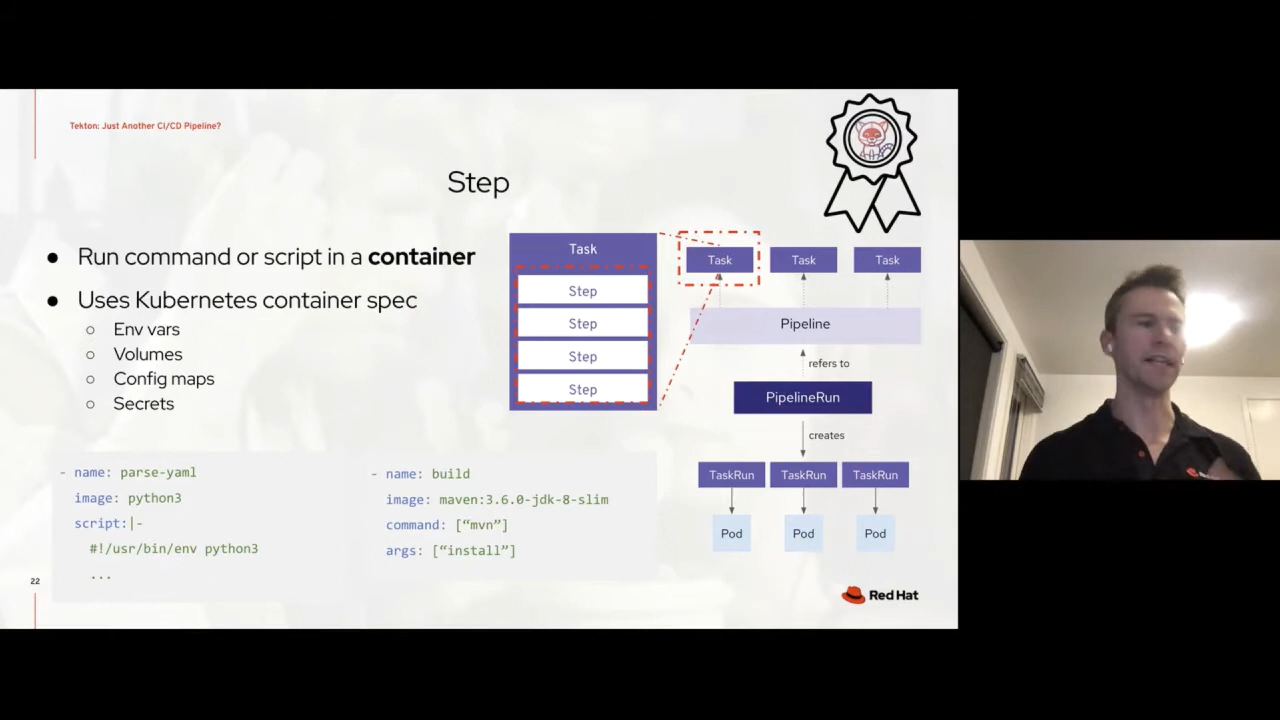 Tekton: Just Another CI/CD Pipeline?
Step
● Run command or script in a container
● Uses Kubernetes container spec
○ Env vars
○ Volumes
○ Config maps
○ Secrets
- name: parse-yaml
image: python3
script:|-
#!/usr/bin/env python3
...
- name: build
image: maven:3.6.0-jdk-8-slim
command: [“mvn”]
args: [“install”]
Task
Step
Step
Step
Step
Task Task Task
Pipeline
refers to
PipelineRun
creates
TaskRun TaskRun TaskRun
Pod Pod Pod
22
Red Hat